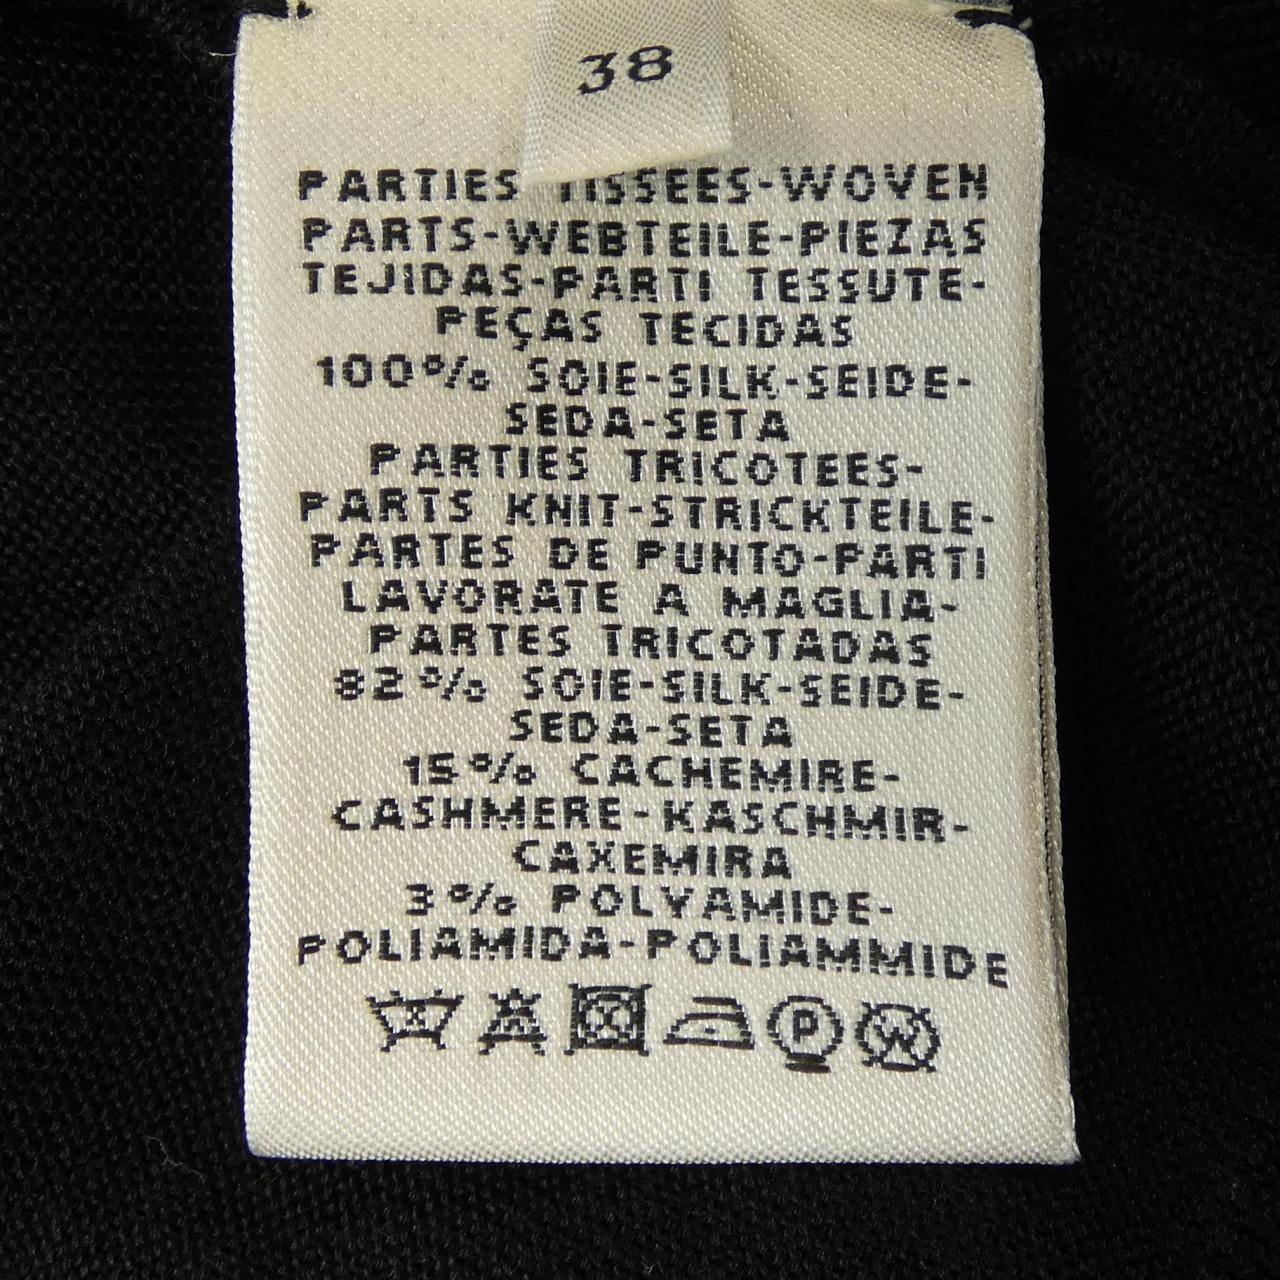 38
PARTIES TISSEES-WOVEN
PARTS-WEBTEILE-PIEZAS
TEJIDAS-PARTI TESSUTE-
PEÇAS TECIDAS
100% SOIE-SILK-SEIDE-
SEDA-SETA
PARTIES TRICOTEES-
PARTS KNIT-STRICKTEILE-
PARTES DE PUNTO-PARTI
LAVORATE A MAGLIA-
PARTES TRICOTADAS
82% SOIE-SILK-SEIDE-
SEDA-SETA
15% CACHEMIRE-
CASHMERE-KASCHMIR-
CAXEMIRA
3% POLYAMIDE-
POLIAMIDA-POLIAMMIDE
P W